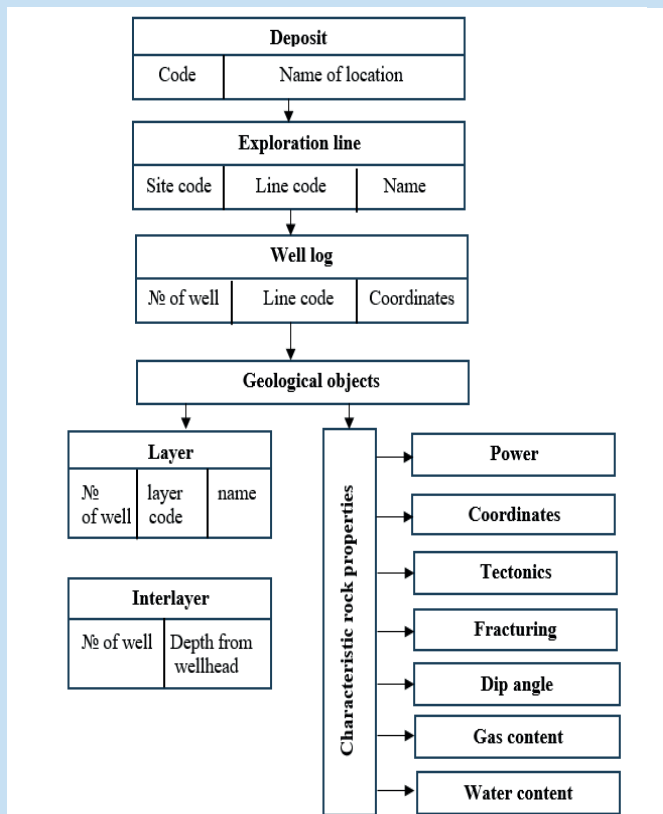 Deposit
Code Name of location
Exploration line
Site code Line code Name
Well log
№ of well Line code Coordinates
Geological objects
Layer
№ of well layer code name
Interlayer
№ of well Depth from wellhead
Characteristic rock properties
Power
Coordinates
Tectonics
Fracturing
Dip angle
Gas content
Water content